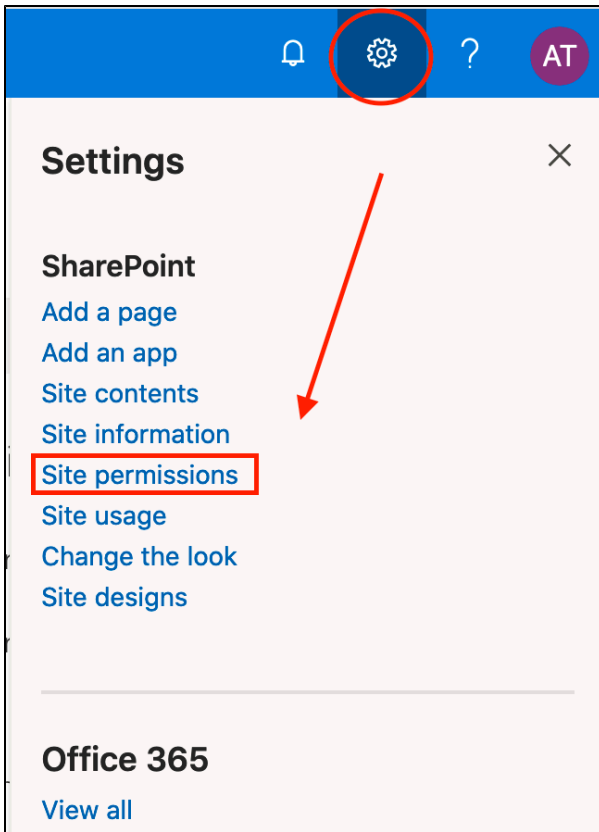 ? AT
Settings
SharePoint
Add a page
Add an app
Site contents
Site information
Site permissions
Site usage
Change the look
Site designs
Office 365
View all